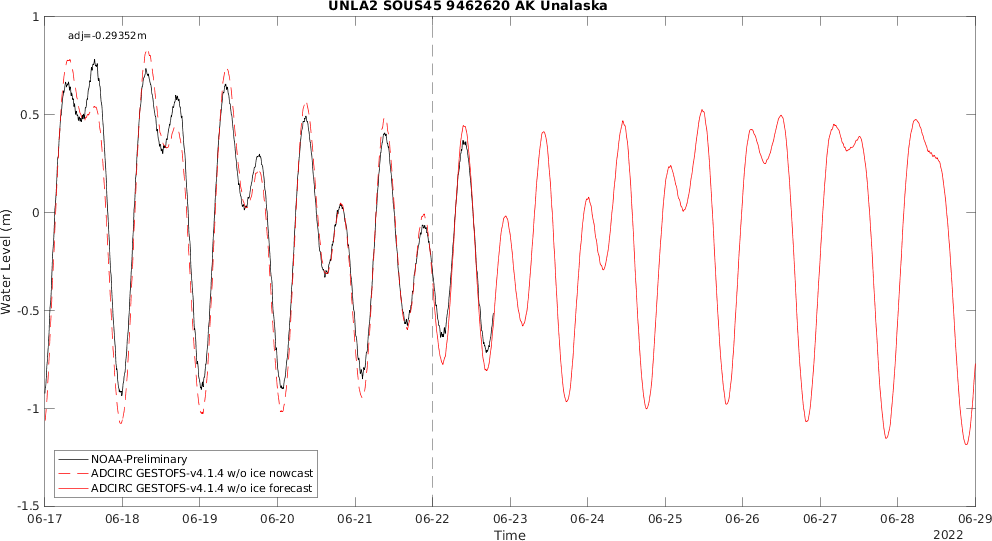 UNLA2 SOUS45 9462620 AK Unalaska
adj=-0.29352m
1
0.5
0
-0.5
-1
-1.5
Water Level (m)
NOAA-Preliminary
ADCIRC GESTOFS-v4.1.4 w/o ice nowcast
ADCIRC GESTOFS-v4.1.4 w/o ice forecast
06-17 06-18 06-19 06-20 06-21 06-22 06-23 06-24 06-25 06-26 06-27 06-28 06-29
Time
2022